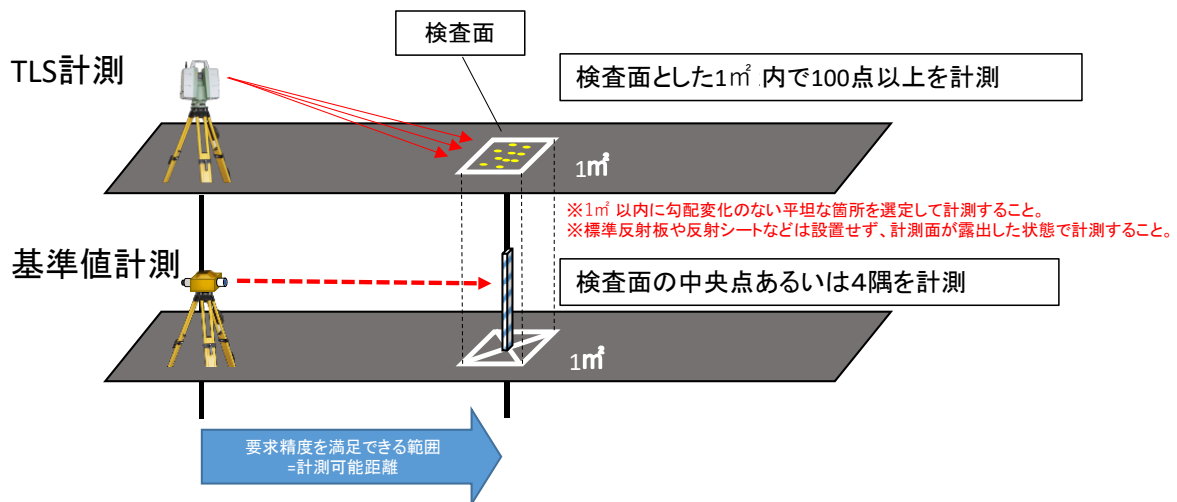 検査面
TLS計測
検査面とした1㎡ 内で100点以上を計測
1㎡
※1㎡ 以内に勾配変化のない平坦な箇所を選定して計測すること。
※標準反射板や反射シートなどは設置せず、計測面が露出した状態で計測すること。
基準値計測
検査面の中央点あるいは4隅を計測
1㎡
要求精度を満足できる範囲
=計測可能距離